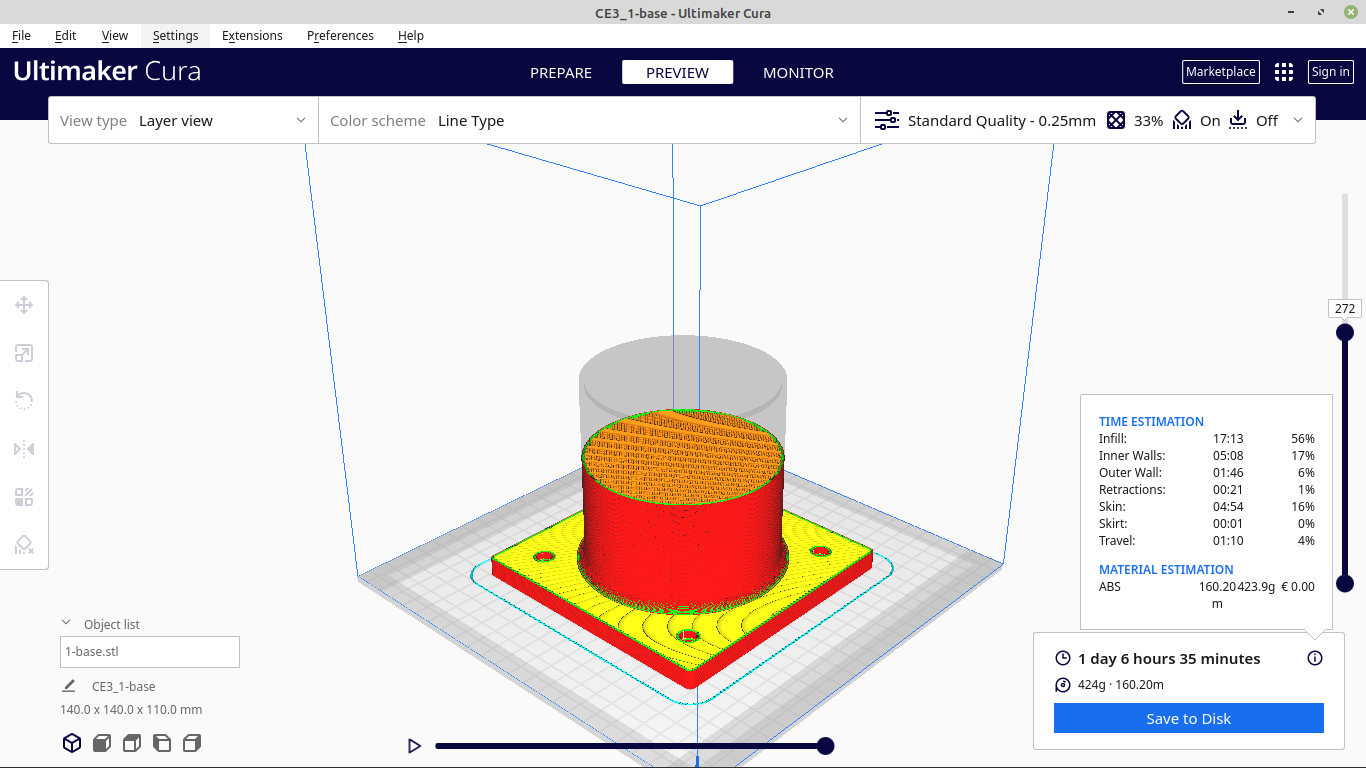 CE3_1-base - Ultimaker Cura
File Edit View Settings Extensions Preferences Help
Ultimaker Cura PREPARE PREVIEW MONITOR Marketplace Sign in
View type Layer view Color scheme Line Type Standard Quality - 0.25mm 33% On Off
272
TIME ESTIMATION
Infill: 17:13 56%
Inner Walls: 05:08 17%
Outer Wall: 01:46 6%
Retractions: 00:21 1%
Skin: 04:54 16%
Skirt: 00:01 0%
Travel: 01:10 4%
MATERIAL ESTIMATION
ABS 160.20 423.9g € 0.00
m
Object list
1-base.stl
CE3_1-base
140.0 x 140.0 x 110.0 mm
1 day 6 hours 35 minutes
424g · 160.20m
Save to Disk